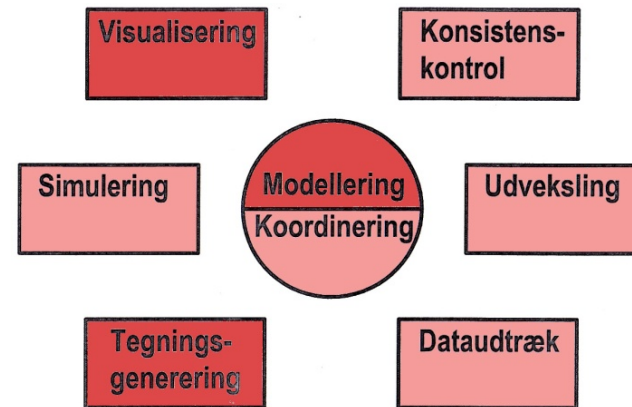 Visualisering
Konsistens-
kontrol
Simulering
Modellering
Koordinering
Udveksling
Tegnings-
generering
Dataudtræk